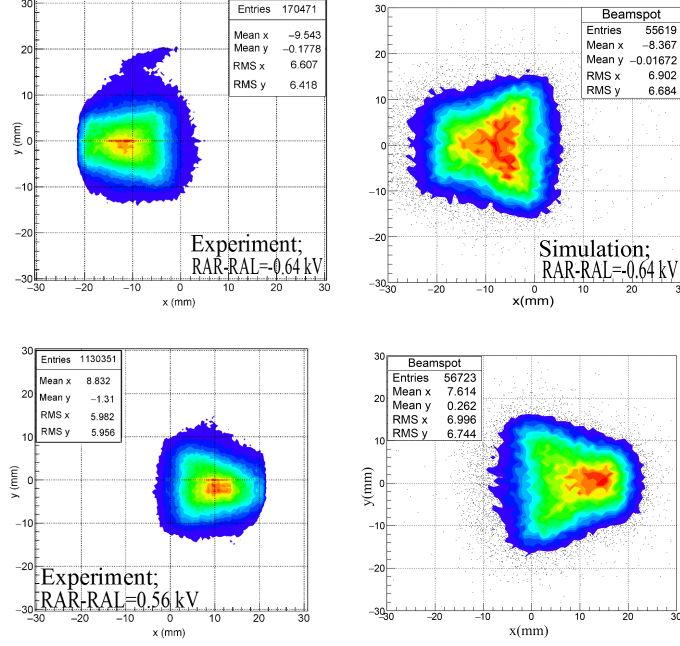 Entries 170471
Mean x −9.543
Mean y −0.1778
RMS x 6.607
RMS y 6.418
30
20
10
0
−10
−20
−30
y (mm)
−30 −20 −10 0 10 20 30
x (mm)
Experiment;
RAR-RAL=-0.64 kV
Beamspot
Entries 55619
Mean x −8.367
Mean y −0.01672
RMS x 6.902
RMS y 6.684
30
20
10
0
−10
−20
−30
−30 −20 −10 0 10 20 30
x(mm)
Simulation;
RAR-RAL=-0.64 kV
Entries 1130351
Mean x 8.832
Mean y −1.31
RMS x 5.982
RMS y 5.956
30
20
10
0
−10
−20
−30
y (mm)
−30 −20 −10 0 10 20 30
x (mm)
Experiment;
RAR-RAL=0.56 kV
Beamspot
Entries 56723
Mean x 7.614
Mean y 0.262
RMS x 6.996
RMS y 6.744
30
20
10
0
−10
−20
−30
y(mm)
−30 −20 −10 0 10 20 30
x(mm)